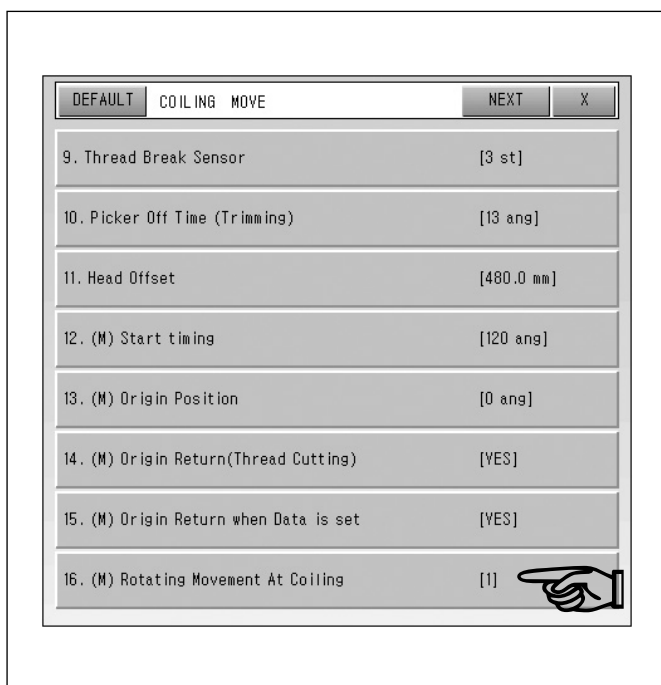 DEFAULT COILING MOVE NEXT X
9. Thread Break Sensor [3 st]
10. Picker Off Time (Trimming) [13 ang]
11. Head Offset [480.0 mm]
12. (M) Start timing [120 ang]
13. (M) Origin Position [0 ang]
14. (M) Origin Return(Thread Cutting) [YES]
15. (M) Origin Return when Data is set [YES]
16. (M) Rotating Movement At Coiling [1]